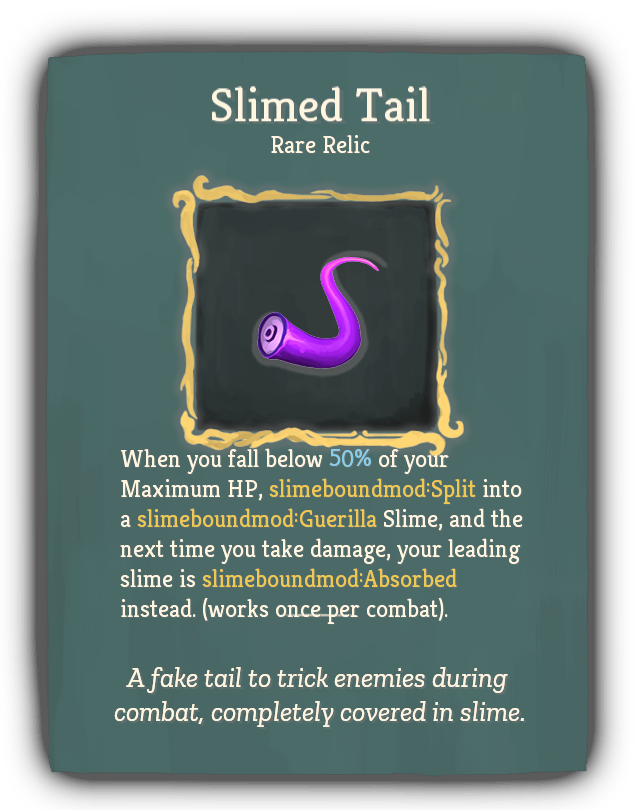 Slimed Tail
Rare Relic
When you fall below 50% of your
Maximum HP, slimeboundmod:Split into
a slimeboundmod:Guerilla Slime, and the
next time you take damage, your leading
slime is slimeboundmod:Absorbed
instead. (works once per combat).
A fake tail to trick enemies during
combat, completely covered in slime.